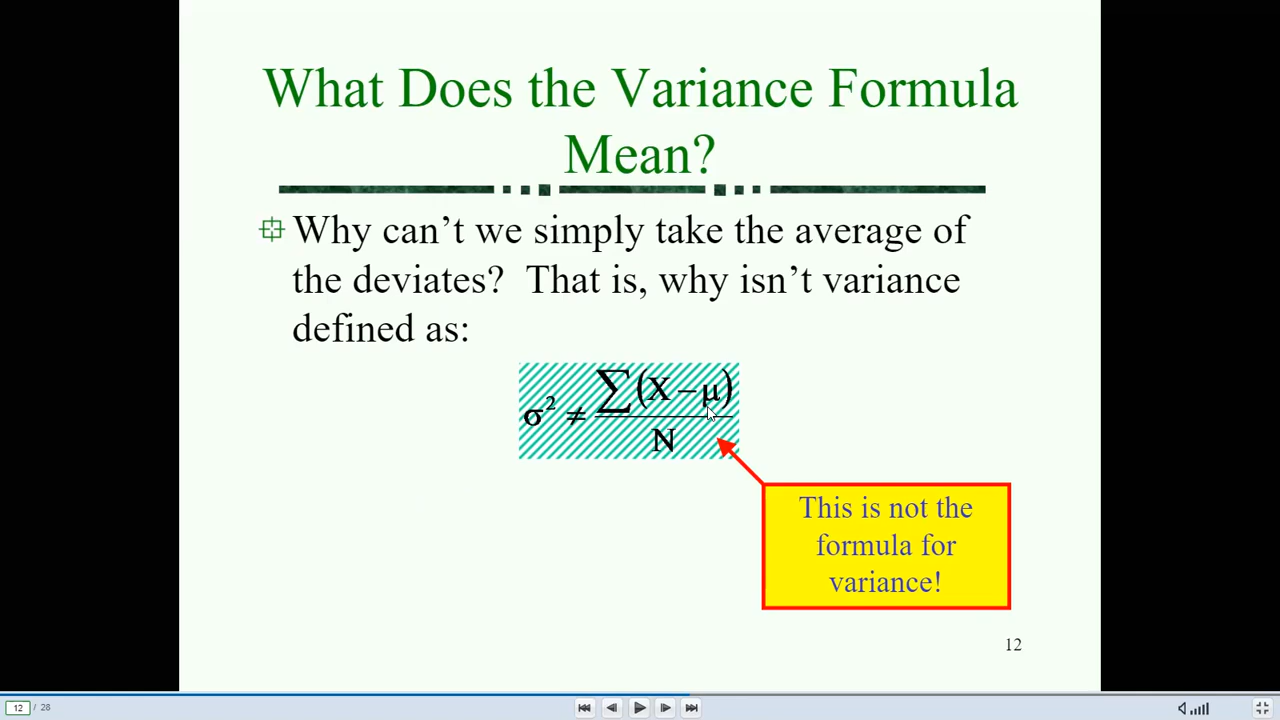 What Does the Variance Formula
Mean?
Why can’t we simply take the average of
the deviates?  That is, why isn’t variance
defined as:
σ² ≠ ∑(X – μ) / N
This is not the
formula for
variance!
12
12 / 28